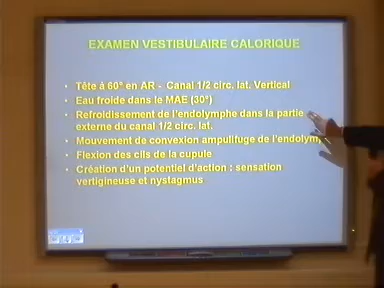 EXAMEN VESTIBULAIRE CALORIQUE
• Tête à 60° en AR - Canal 1/2 circ. lat. Vertical
• Eau froide dans le MAE (30°)
• Refroidissement de l'endolymphe dans la partie
externe du canal 1/2 circ. lat.
• Mouvement de convexion ampulifuge de l'endolymp
• Flexion des cils de la cupule
• Création d'un potentiel d'action : sensation
vertigineuse et nystagmus